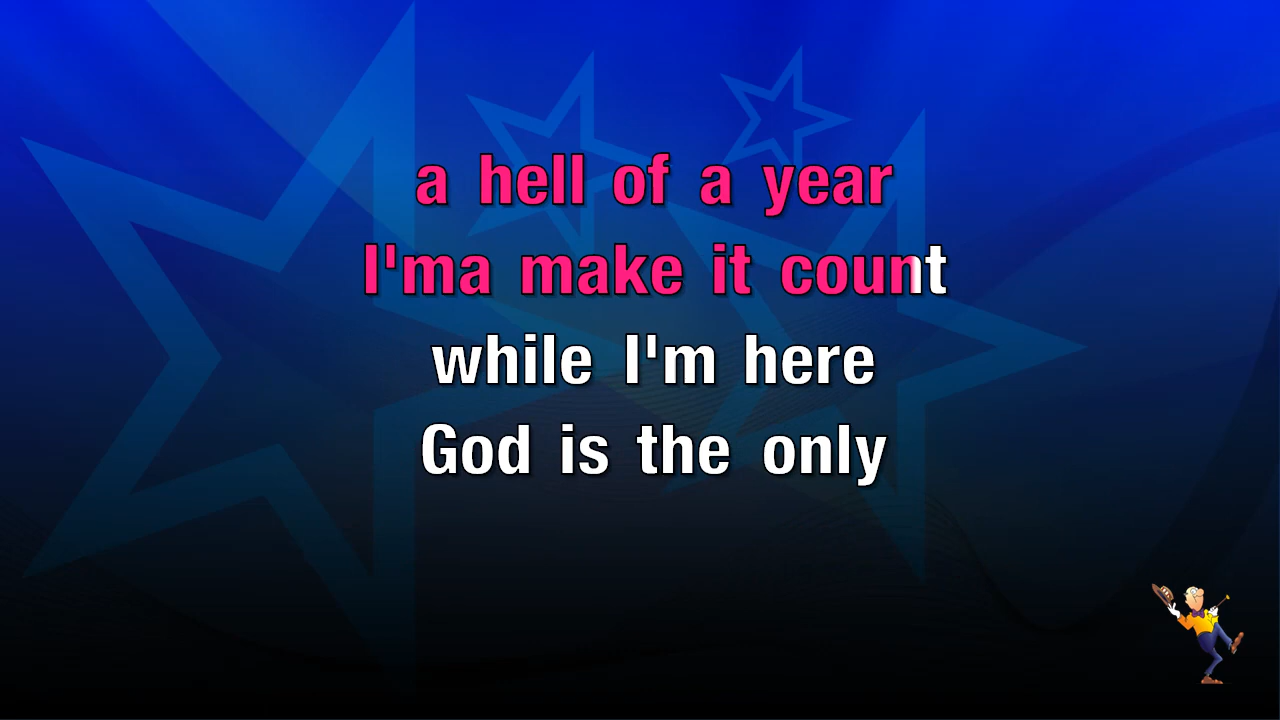 a hell of a year
I'ma make it count
while I'm here
God is the only